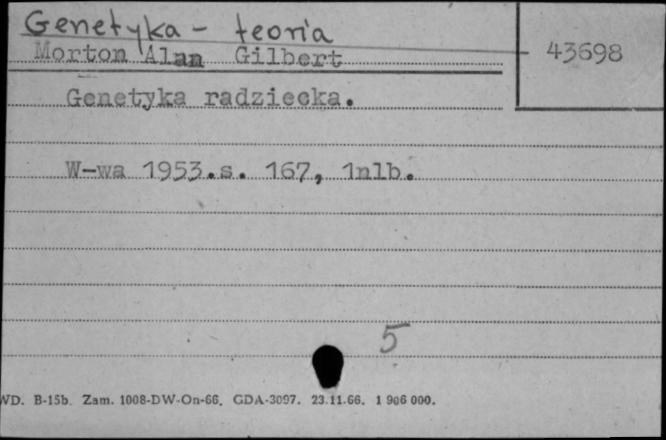 Genetyka - teoria
Morton Alan Gilbert
43698
Genetyka radziecka.
W-wa 1953.s. 167, 1nlb.
5
WD. B-15b. Zam. 1008-DW-On-66. GDA-3097. 23.11.66. 1 906 000.